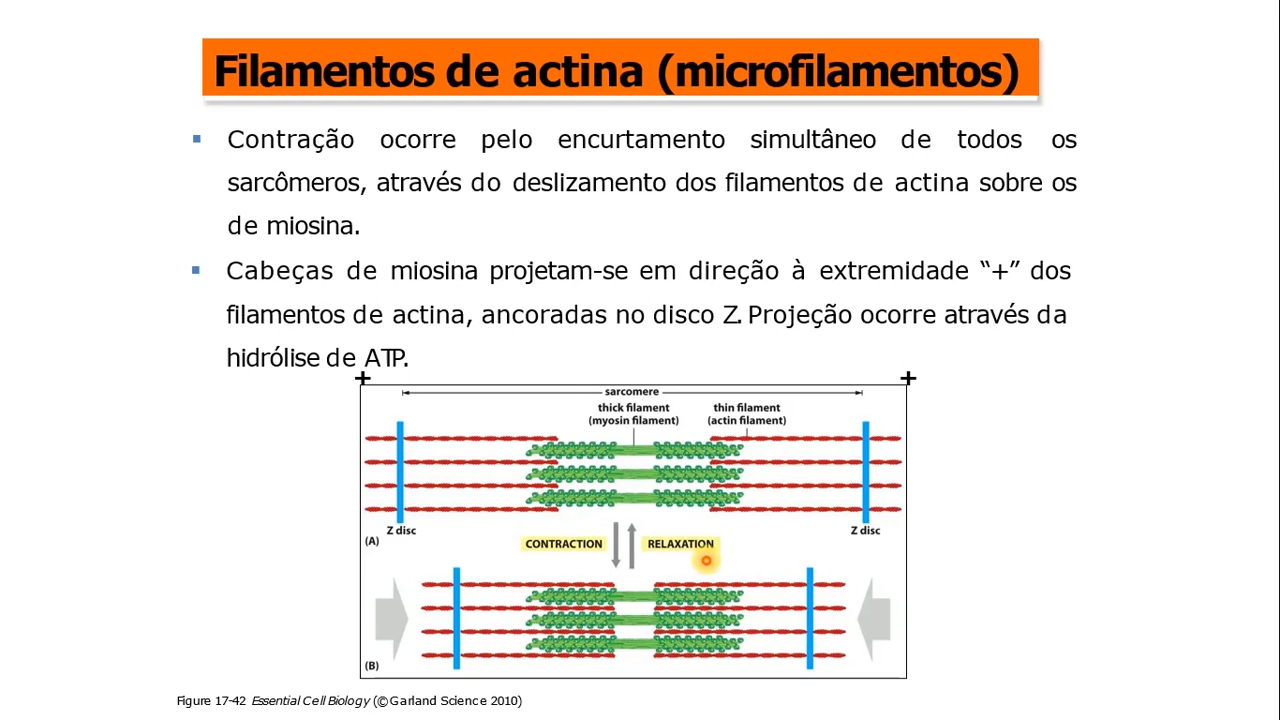 Filamentos de actina (microfilamentos)
Contração ocorre pelo encurtamento simultâneo de todos os
sarcômeros, através do deslizamento dos filamentos de actina sobre os
de miosina.
Cabeças de miosina projetam-se em direção à extremidade “+” dos
filamentos de actina, ancoradas no disco Z. Projeção ocorre através da
hidrólise de ATP.
+ +
sarcomere
thick filament thin filament
(myosin filament) (actin filament)
Z disc Z disc
(A)
CONTRACTION RELAXATION
(B)
Figure 17-42 Essential Cell Biology (© Garland Science 2010)